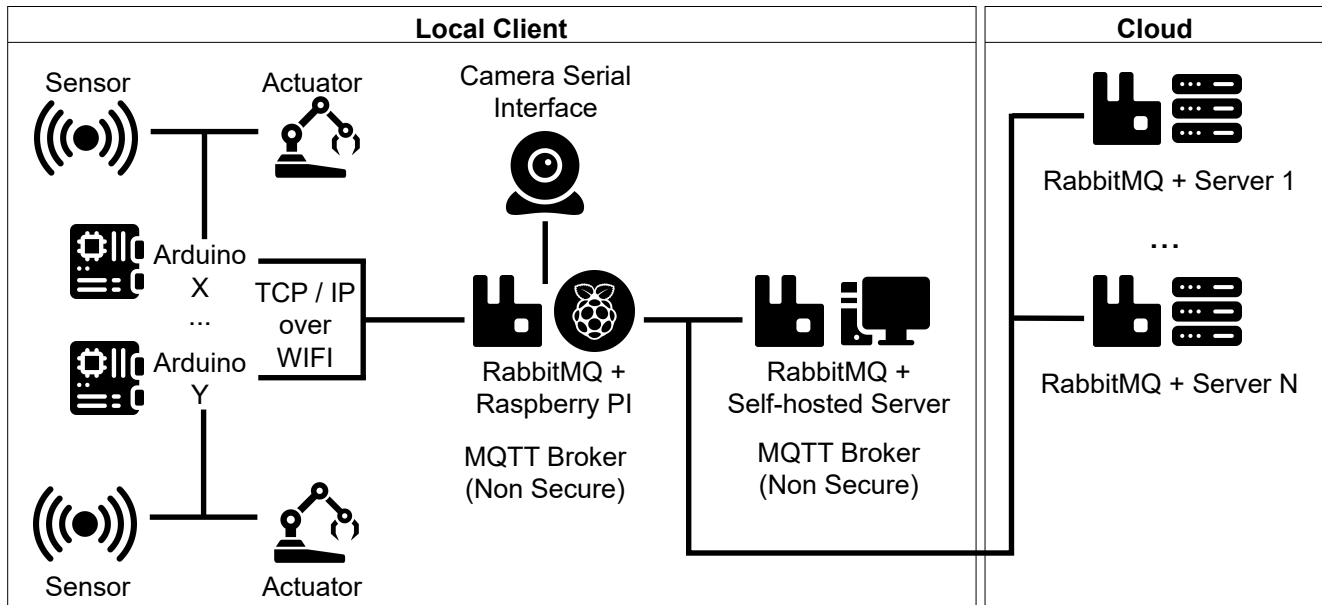 Local Client
Cloud
Sensor
Actuator
Camera Serial
Interface
Arduino
X
...
Arduino
Y
TCP / IP
over
WIFI
RabbitMQ +
Raspberry PI
MQTT Broker
(Non Secure)
RabbitMQ +
Self-hosted Server
MQTT Broker
(Non Secure)
Sensor
Actuator
RabbitMQ + Server 1
...
RabbitMQ + Server N